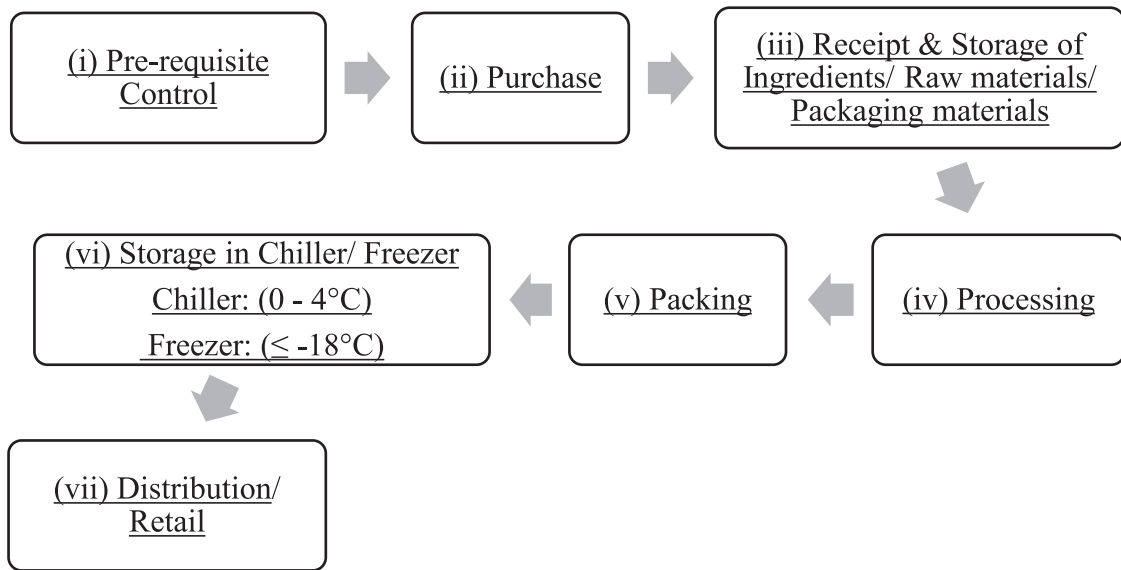 (i) Pre-requisite
Control
(ii) Purchase
(iii) Receipt & Storage of
Ingredients/ Raw materials/
Packaging materials
(iv) Processing
(v) Packing
(vi) Storage in Chiller/ Freezer
Chiller: (0 - 4°C)
Freezer: (≤ -18°C)
(vii) Distribution/
Retail